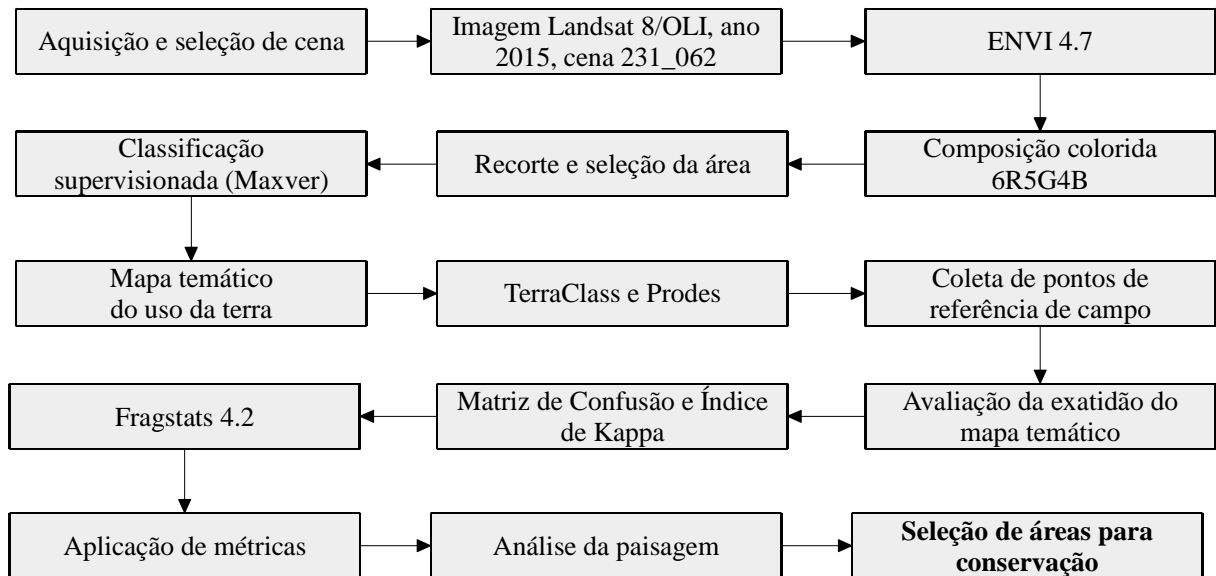 Aquisição e seleção de cena
Imagem Landsat 8/OLI, ano
2015, cena 231_062
ENVI 4.7
Composição colorida
6R5G4B
Recorte e seleção da área
Classificação
supervisionada (Maxver)
Mapa temático
do uso da terra
TerraClass e Prodes
Coleta de pontos de
referência de campo
Avaliação da exatidão do
mapa temático
Matriz de Confusão e Índice
de Kappa
Fragstats 4.2
Aplicação de métricas
Análise da paisagem
Seleção de áreas para
conservação